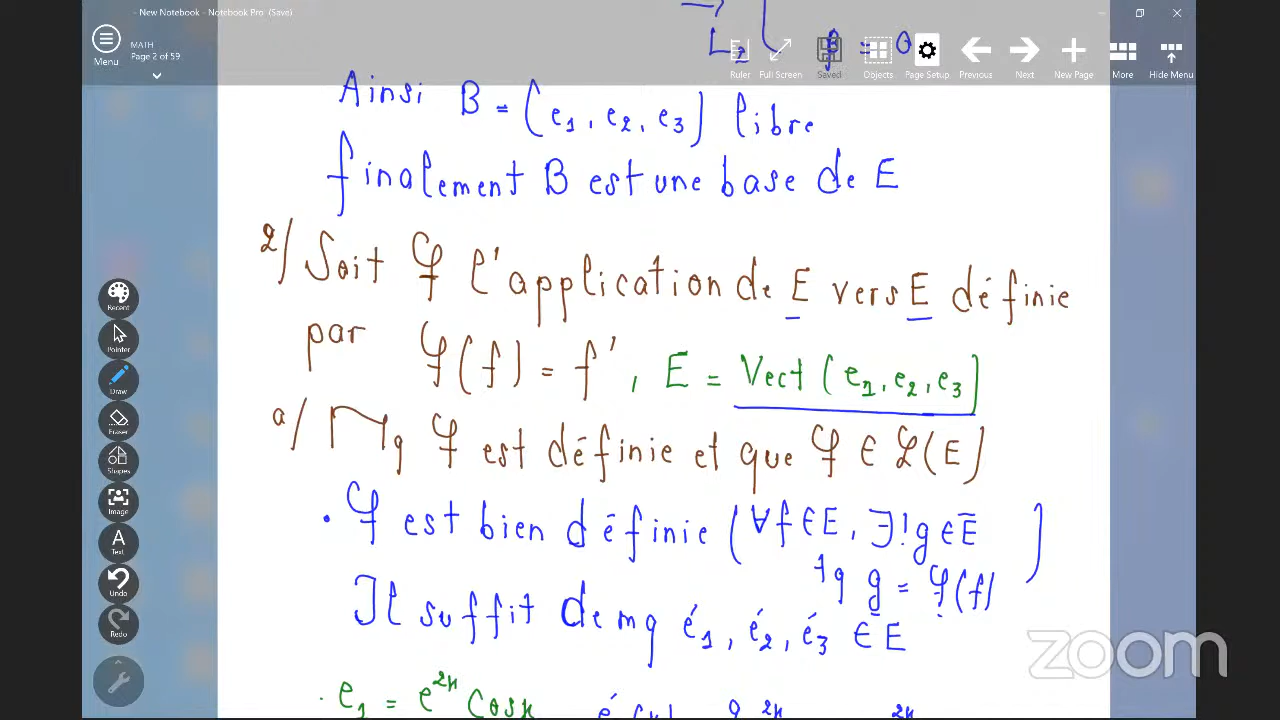 - New Notebook - Notebook Pro (Save)
Menu
MATH
Page 2 of 59
Ruler
Full Screen
Saved
Objects
Page Setup
Previous
Next
New Page
More
Hide Menu
Ainsi B = (e1, e2, e3) libre
finalement B est une base de E
2/ Soit φ l'application de E vers E définie
par φ(f) = f', E = Vect(e1, e2, e3)
a/ Mq φ est définie et que φ ∈ ℒ(E)
• φ est bien définie (∀f ∈ E, ∃! g ∈ E
tq g = φ(f))
Il suffit de mq e'1, e'2, e'3 ∈ E
. e1 = e^2x cosx
Recent
Pointer
Draw
Eraser
Shapes
Image
Text
Undo
Redo
zoom